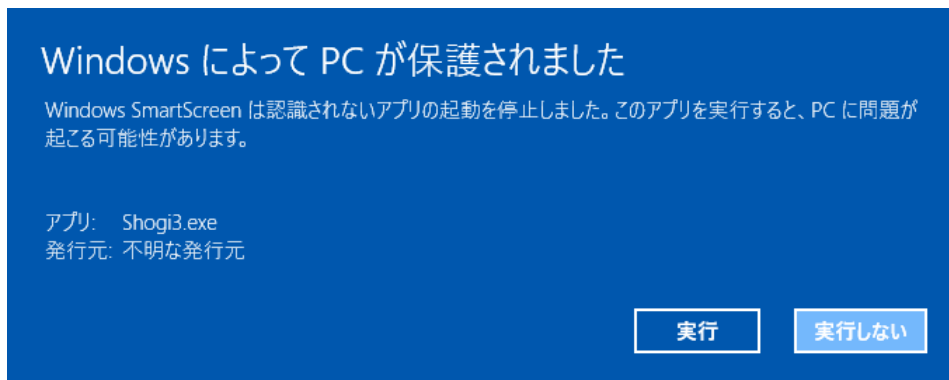 Windows によって PC が保護されました
Windows SmartScreen は認識されないアプリの起動を停止しました。このアプリを実行すると、PC に問題が
起こる可能性があります。
アプリ: Shogi3.exe
発行元: 不明な発行元
実行 実行しない